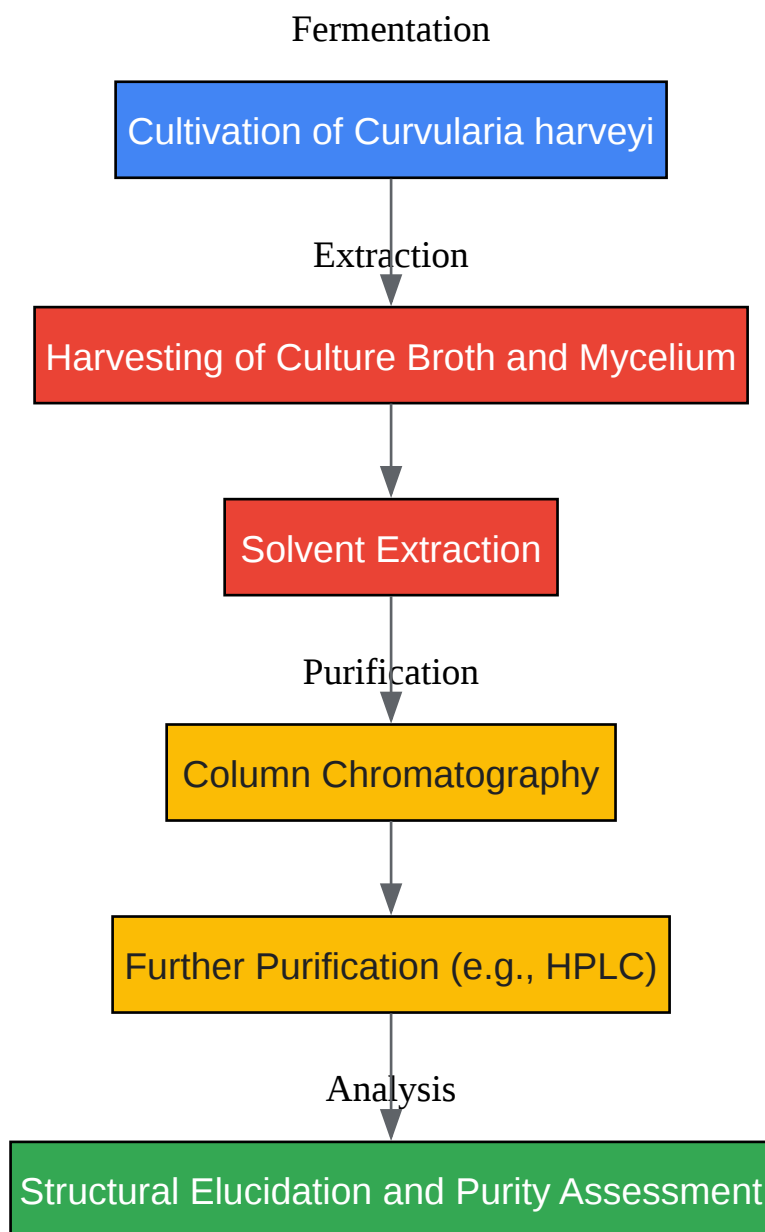 Fermentation
Cultivation of Curvularia harveyi
Extraction
Harvesting of Culture Broth and Mycelium
Solvent Extraction
Purification
Column Chromatography
Further Purification (e.g., HPLC)
Analysis
Structural Elucidation and Purity Assessment